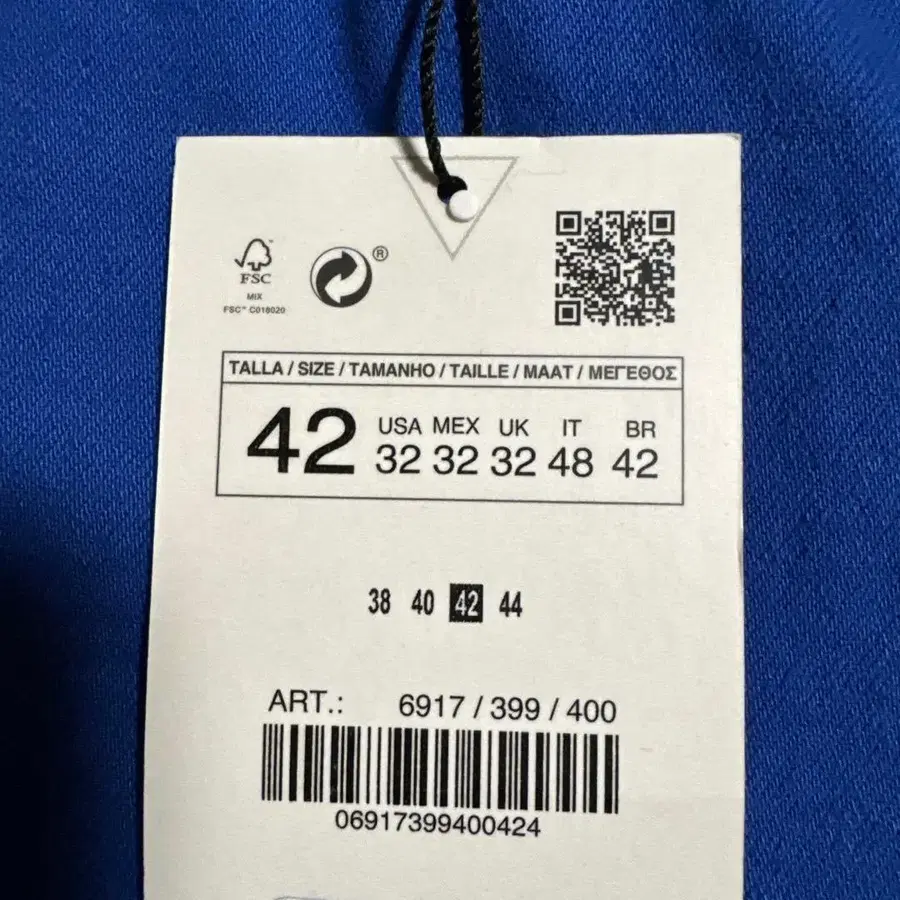 FSC™
MIX
FSC™ C018020
®
TALLA / SIZE / TAMANHO / TAILLE / MAAT / ΜΕΓΕΘΟΣ
42
USA MEX UK IT BR
32 32 32 48 42
38 40 42 44
ART.: 6917 / 399 / 400
06917399400424